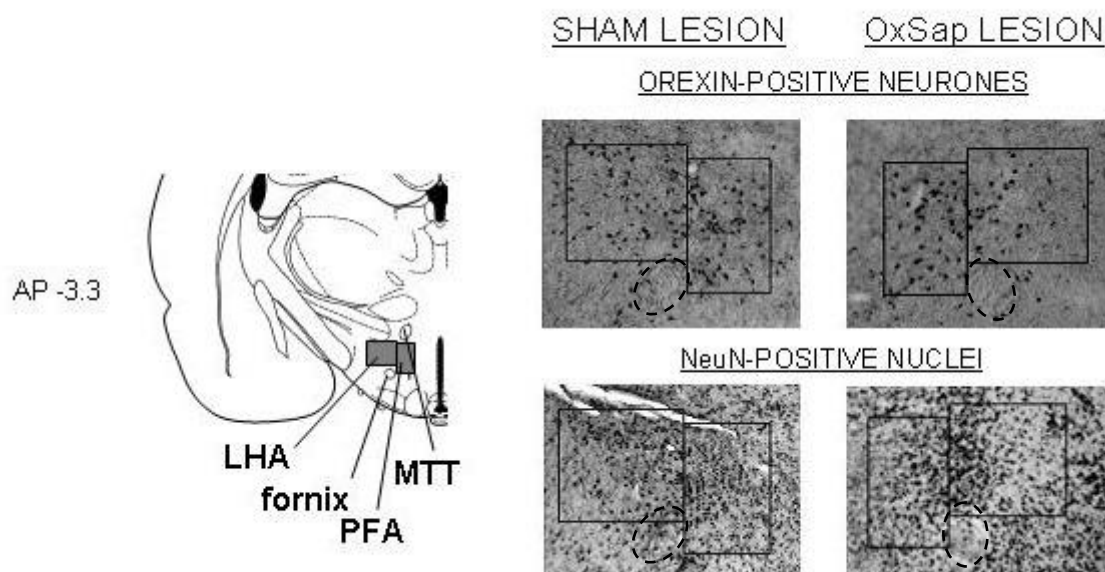 SHAM LESION
OxSap LESION
OREXIN-POSITIVE NEURONES
AP -3.3
NeuN-POSITIVE NUCLEI
LHA
fornix
PFA
MTT